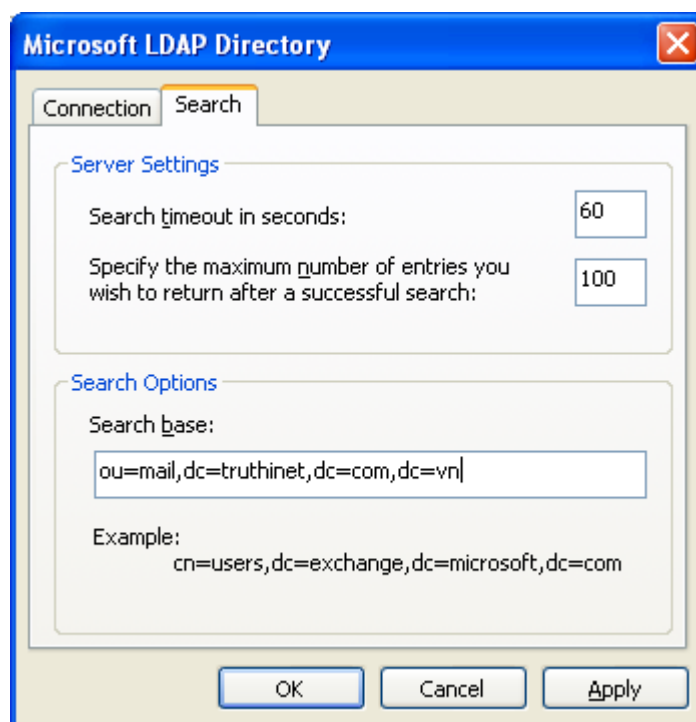 Microsoft LDAP Directory
Connection
Search
Server Settings
Search timeout in seconds:
60
Specify the maximum number of entries you
wish to return after a successful search:
100
Search Options
Search base:
ou=mail,dc=truthinet,dc=com,dc=vn
Example:
cn=users,dc=exchange,dc=microsoft,dc=com
OK
Cancel
Apply